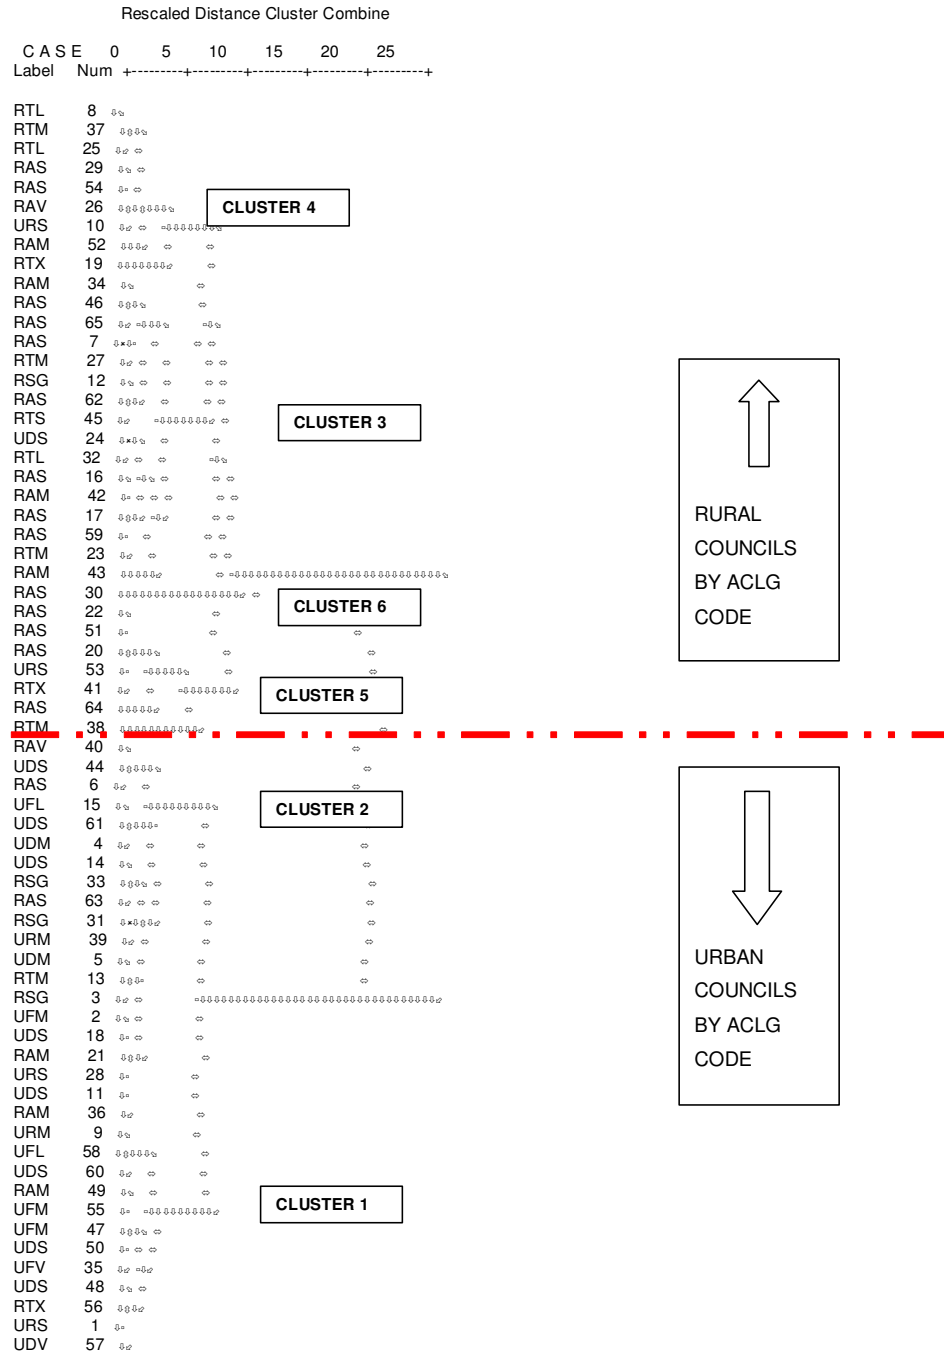 Rescaled Distance Cluster Combine
C A S E 0 5 10 15 20 25
Label Num +---------+---------+---------+---------+---------+
RTL 8
RTM 37
RTL 25
RAS 29
RAS 54
RAV 26
CLUSTER 4
URS 10
RAM 52
RTX 19
RAM 34
RAS 46
RAS 65
RAS 7
RTM 27
RSG 12
RAS 62
RTS 45
CLUSTER 3
UDS 24
RTL 32
RAS 16
RAM 42
RAS 17
RAS 59
RTM 23
RAM 43
RAS 30
CLUSTER 6
RAS 22
RAS 51
RAS 20
URS 53
RTX 41
CLUSTER 5
RAS 64
RTM 38
RURAL
COUNCILS
BY ACLG
CODE
RAV 40
UDS 44
RAS 6
UFL 15
CLUSTER 2
UDS 61
UDM 4
UDS 14
RSG 33
RAS 63
RSG 31
URM 39
UDM 5
RTM 13
RSG 3
UFM 2
UDS 18
RAM 21
URS 28
UDS 11
RAM 36
URM 9
UFL 58
UDS 60
RAM 49
CLUSTER 1
UFM 55
UFM 47
UDS 50
UFV 35
UDS 48
RTX 56
URS 1
UDV 57
URBAN
COUNCILS
BY ACLG
CODE